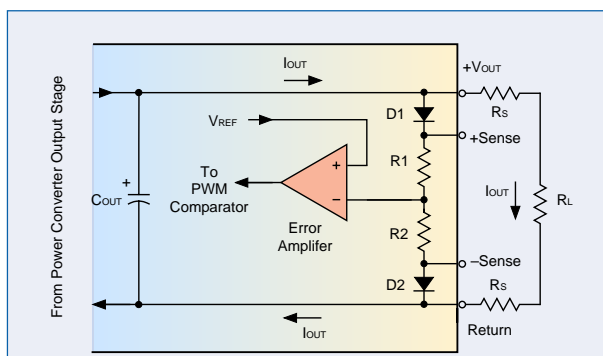 IOUT
+VOUT
D1
RS
VREF
+Sense
To
PWM
Comparator
+
R1
+
COUT
IOUT
RL
−
Error
Amplifer
R2
−Sense
D2
RS
IOUT
Return
From Power Converter Output Stage